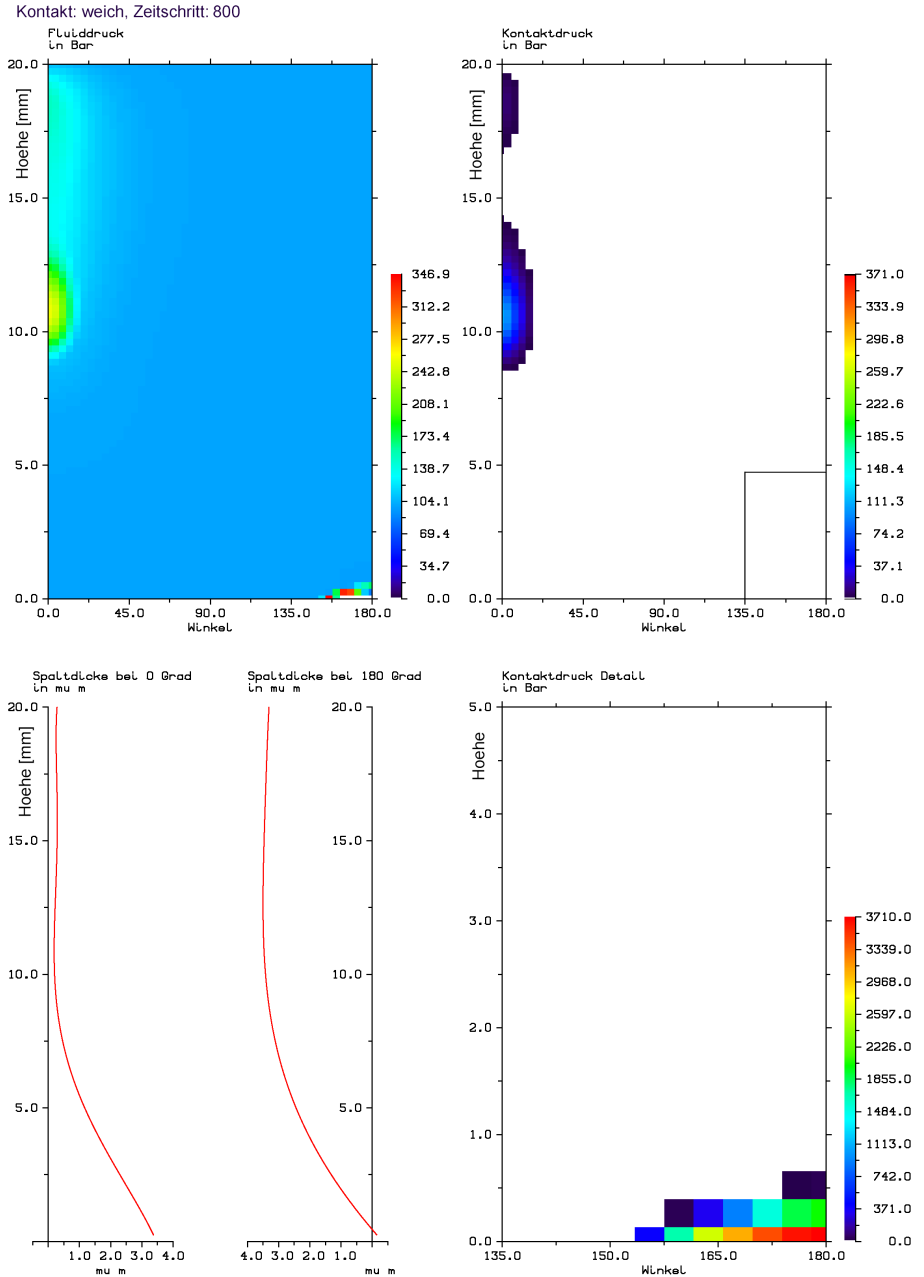 Kontakt: weich, Zeitschritt: 800
Fluiddruck
in Bar
20.0
15.0
10.0
5.0
0.0
Hoehe [mm]
0.0 45.0 90.0 135.0 180.0
Winkel
346.9
312.2
277.5
242.8
208.1
173.4
138.7
104.1
69.4
34.7
0.0
Kontaktdruck
in Bar
20.0
15.0
10.0
5.0
0.0
Hoehe [mm]
0.0 45.0 90.0 135.0 180.0
Winkel
371.0
333.9
296.8
259.7
222.6
185.5
148.4
111.3
74.2
37.1
0.0
Spaltdicke bei 0 Grad
in mu m
20.0
15.0
10.0
5.0
Hoehe [mm]
1.0 2.0 3.0 4.0
mu m
Spaltdicke bei 180 Grad
in mu m
20.0
15.0
10.0
5.0
4.0 3.0 2.0 1.0
mu m
Kontaktdruck Detail
in Bar
5.0
4.0
3.0
2.0
1.0
0.0
Hoehe
135.0 150.0 165.0 180.0
Winkel
3710.0
3339.0
2968.0
2597.0
2226.0
1855.0
1484.0
1113.0
742.0
371.0
0.0